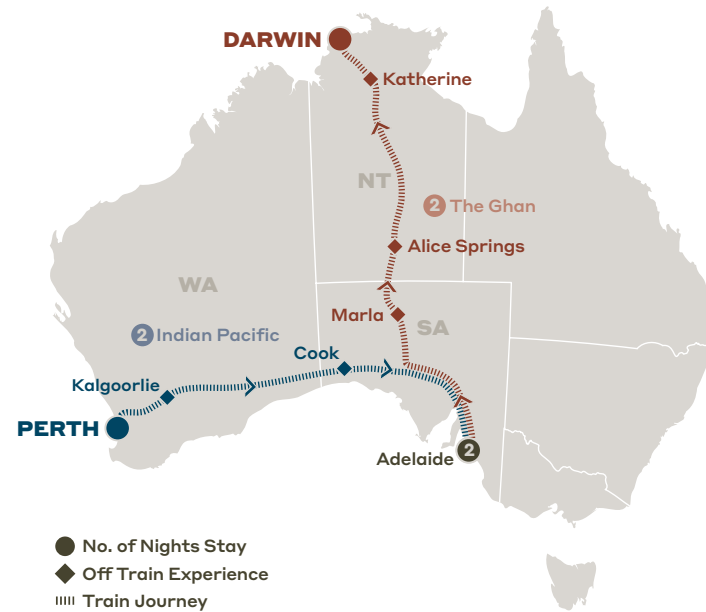 DARWIN
Katherine
NT
2 The Ghan
Alice Springs
WA
Marla
SA
2 Indian Pacific
Cook
Kalgoorlie
PERTH
Adelaide 2
No. of Nights Stay
Off Train Experience
Train Journey